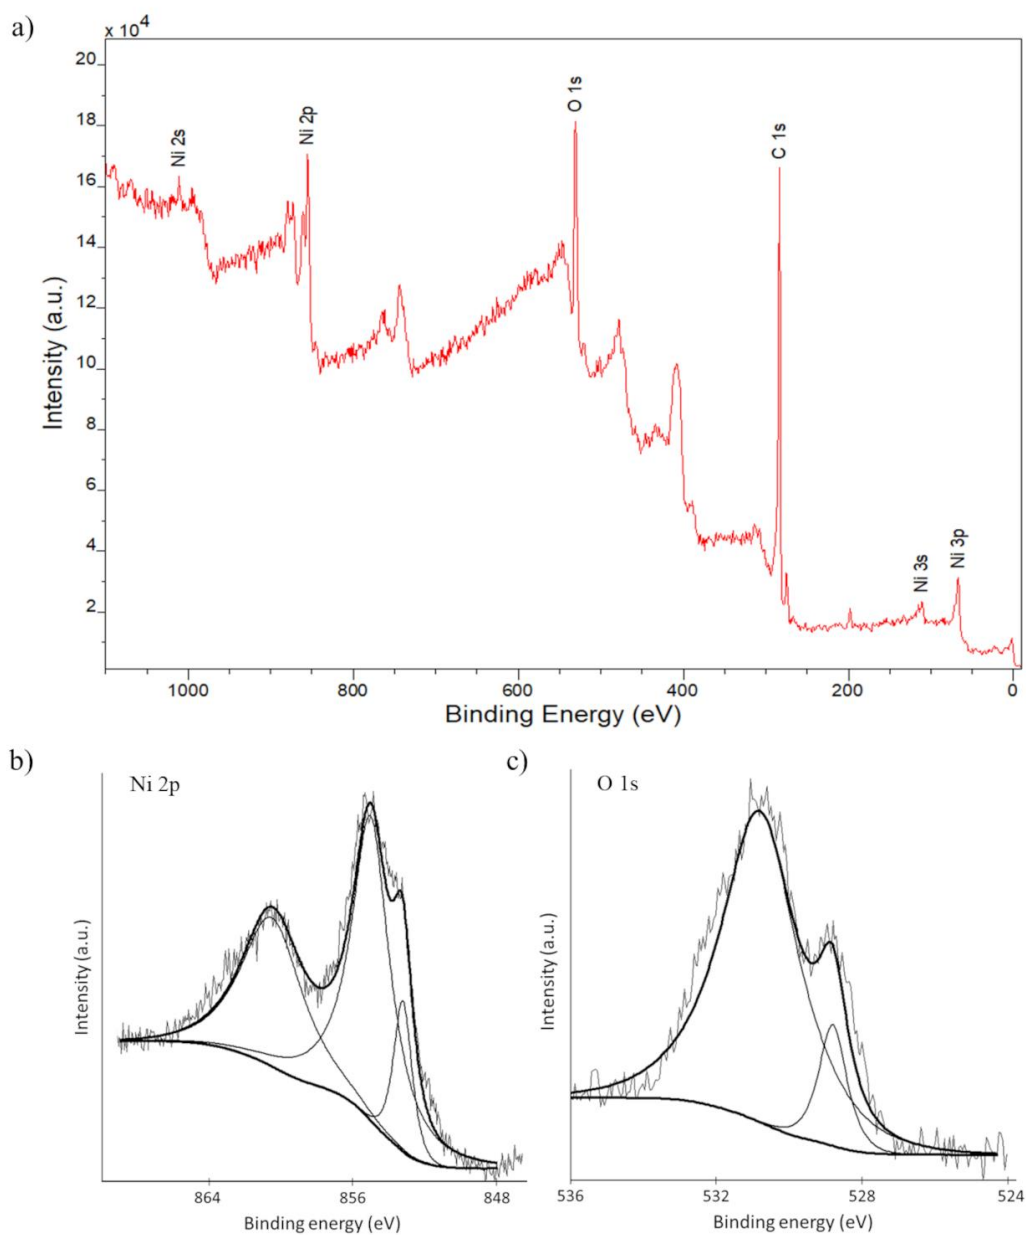 a)
x 10⁴
20
18
16
14
12
10
8
6
4
2
Intensity (a.u.)
Ni 2s
Ni 2p
O 1s
C 1s
Ni 3s
Ni 3p
1000 800 600 400 200 0
Binding Energy (eV)
b)
Ni 2p
Intensity (a.u.)
864 856 848
Binding energy (eV)
c)
O 1s
Intensity (a.u.)
536 532 528 524
Binding energy (eV)